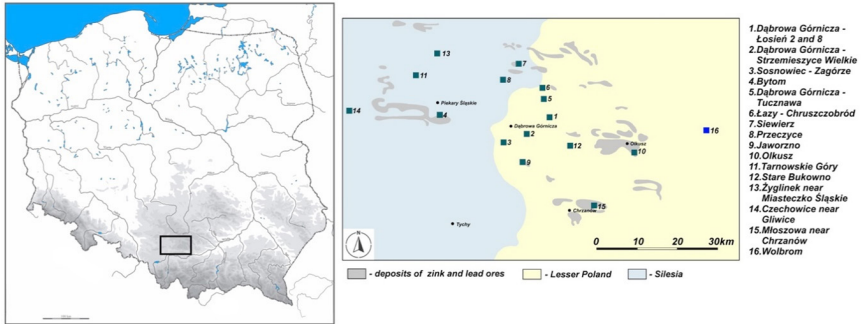 13
7
11
8
6
5
Piekary Śląskie
14
4
1
Dąbrowa Górnicza
2
16
3
12
Olkusz
10
9
15
Chrzanów
Tychy
N
0 10 20 30km
- deposits of zink and lead ores
- Lesser Poland
- Silesia
1.Dąbrowa Górnicza -
Łosień 2 and 8
2.Dąbrowa Górnicza -
Strzemieszyce Wielkie
3.Sosnowiec - Zagórze
4.Bytom
5.Dąbrowa Górnicza -
Tucznawa
6.Łazy - Chruszczobród
7.Siewierz
8.Przeczyce
9.Jaworzno
10.Olkusz
11.Tarnowskie Góry
12.Stare Bukowno
13.Żyglinek near
Miasteczko Śląskie
14.Czechowice near
Gliwice
15.Młoszowa near
Chrzanów
16.Wolbrom